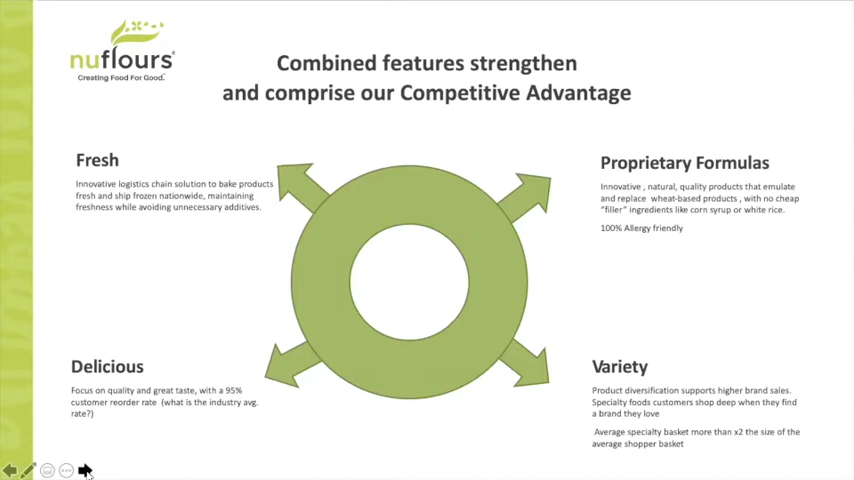 nuflours®
Creating Food For Good.™
Combined features strengthen
and comprise our Competitive Advantage
Fresh
Innovative logistics chain solution to bake products
fresh and ship frozen nationwide, maintaining
freshness while avoiding unnecessary additives.
Proprietary Formulas
Innovative , natural, quality products that emulate
and replace wheat-based products , with no cheap
"filler" ingredients like corn syrup or white rice.
100% Allergy friendly
Delicious
Focus on quality and great taste, with a 95%
customer reorder rate (what is the industry avg.
rate?)
Variety
Product diversification supports higher brand sales.
Specialty foods customers shop deep when they find
a brand they love
Average specialty basket more than x2 the size of the
average shopper basket